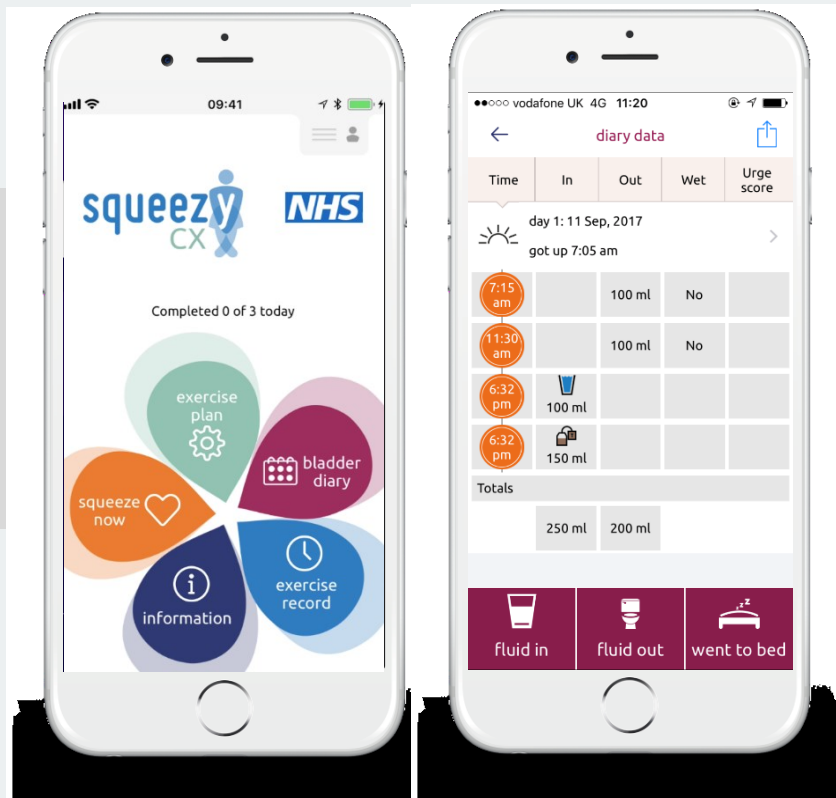 09:41
squeezy
CX
NHS
Completed 0 of 3 today
exercise
plan
bladder
diary
squeeze
now
exercise
record
information
vodafone UK 4G 11:20
diary data
Time In Out Wet Urge
score
day 1: 11 Sep, 2017
got up 7:05 am
7:15
am
100 ml No
11:30
am
100 ml No
6:32
pm
100 ml
6:32
pm
150 ml
Totals
250 ml 200 ml
fluid in fluid out went to bed